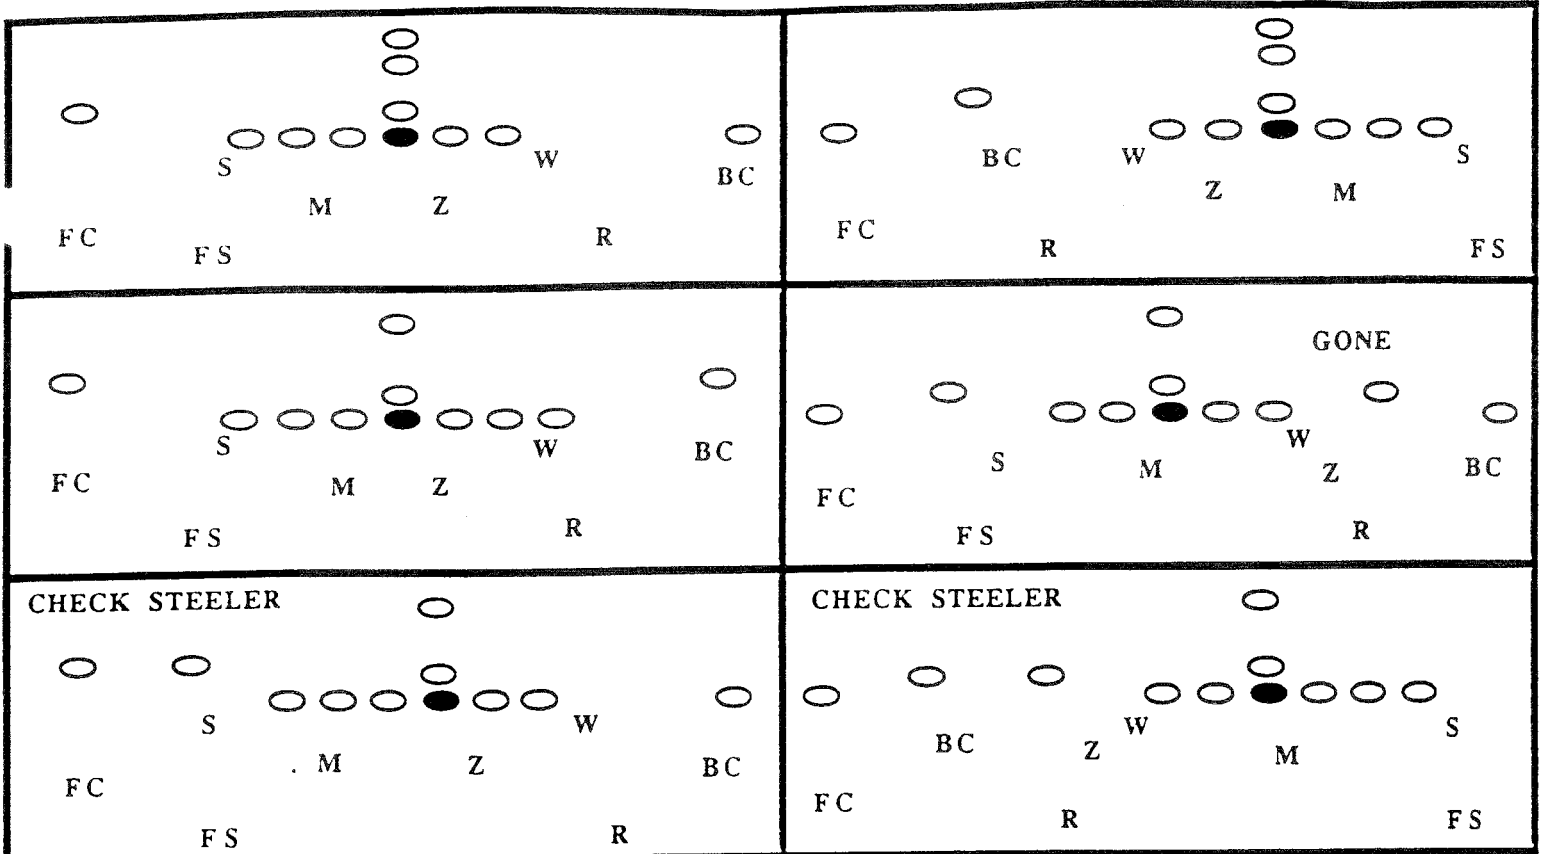 S W
BC
M Z
FC R
FS
BC W S
Z M
FC
R FS
S W BC
FC M Z
FS R
GONE
W
S M Z BC
FC
FS R
CHECK STEELER
S W
M Z BC
FC
FS R
CHECK STEELER
W S
BC Z M
FC
R FS